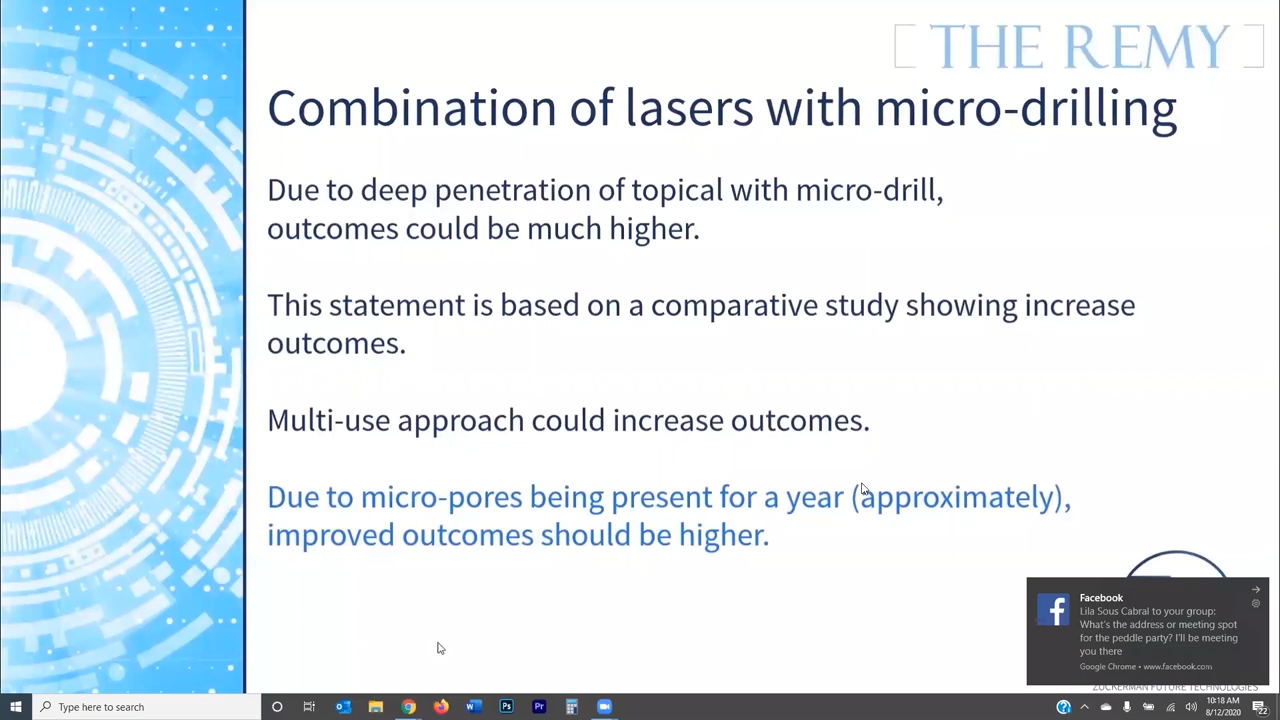 THE REMY
Combination of lasers with micro-drilling
Due to deep penetration of topical with micro-drill,
outcomes could be much higher.
This statement is based on a comparative study showing increase
outcomes.
Multi-use approach could increase outcomes.
Due to micro-pores being present for a year (approximately),
improved outcomes should be higher.
Facebook
Lila Sous Cabral to your group:
What's the address or meeting spot
for the peddle party? I'll be meeting
you there
Google Chrome • www.facebook.com
ZUCKERMAN FUTURE TECHNOLOGIES
Type here to search
10:18 AM
8/12/2020
22